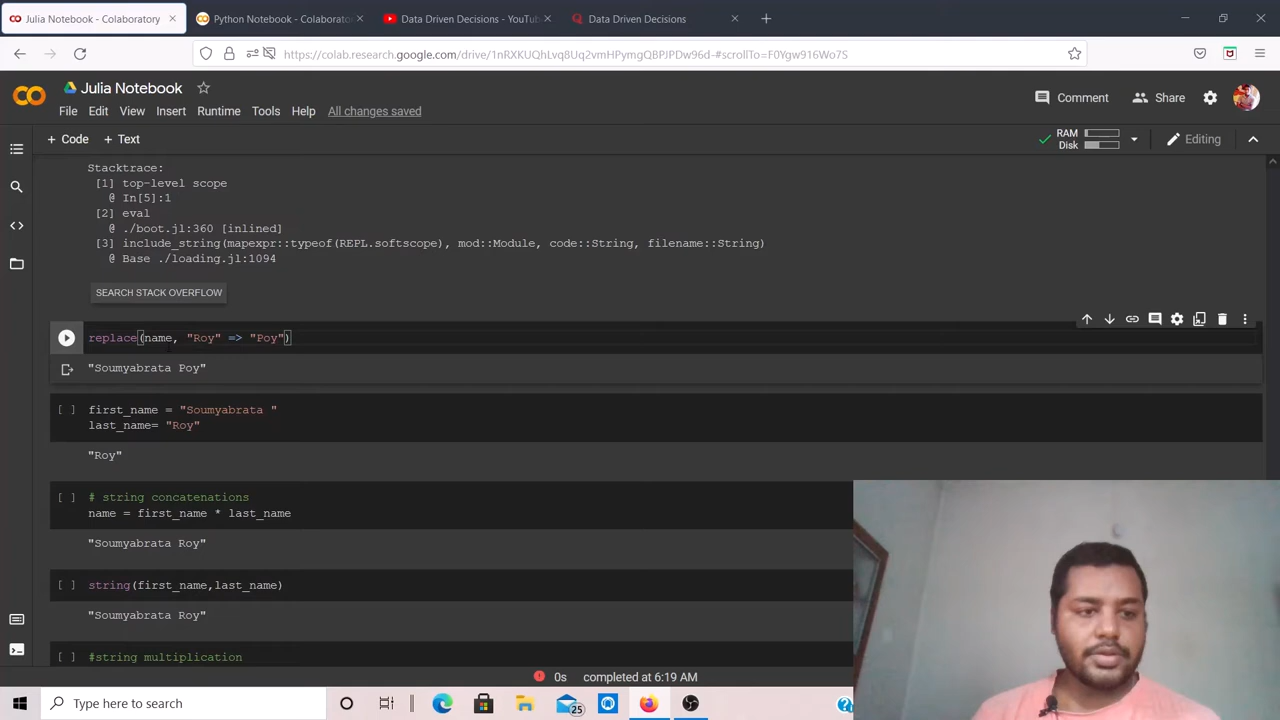 Julia Notebook - Colaboratory
Python Notebook - Colaborato
Data Driven Decisions - YouTub
Data Driven Decisions
https://colab.research.google.com/drive/1nRXKUQhLvq8Uq2vmHPymgQBPJPDw96d-#scrollTo=F0Ygw916Wo7S
Julia Notebook
File Edit View Insert Runtime Tools Help All changes saved
Comment Share
+ Code + Text
RAM
Disk
Editing
Stacktrace:
[1] top-level scope
@ In[5]:1
[2] eval
@ ./boot.jl:360 [inlined]
[3] include_string(mapexpr::typeof(REPL.softscope), mod::Module, code::String, filename::String)
@ Base ./loading.jl:1094
SEARCH STACK OVERFLOW
replace(name, "Roy" => "Poy")
"Soumyabrata Poy"
[ ] first_name = "Soumyabrata "
last_name= "Roy"
"Roy"
[ ] # string concatenations
name = first_name * last_name
"Soumyabrata Roy"
[ ] string(first_name,last_name)
"Soumyabrata Roy"
[ ] #string multiplication
0s completed at 6:19 AM
Type here to search
25